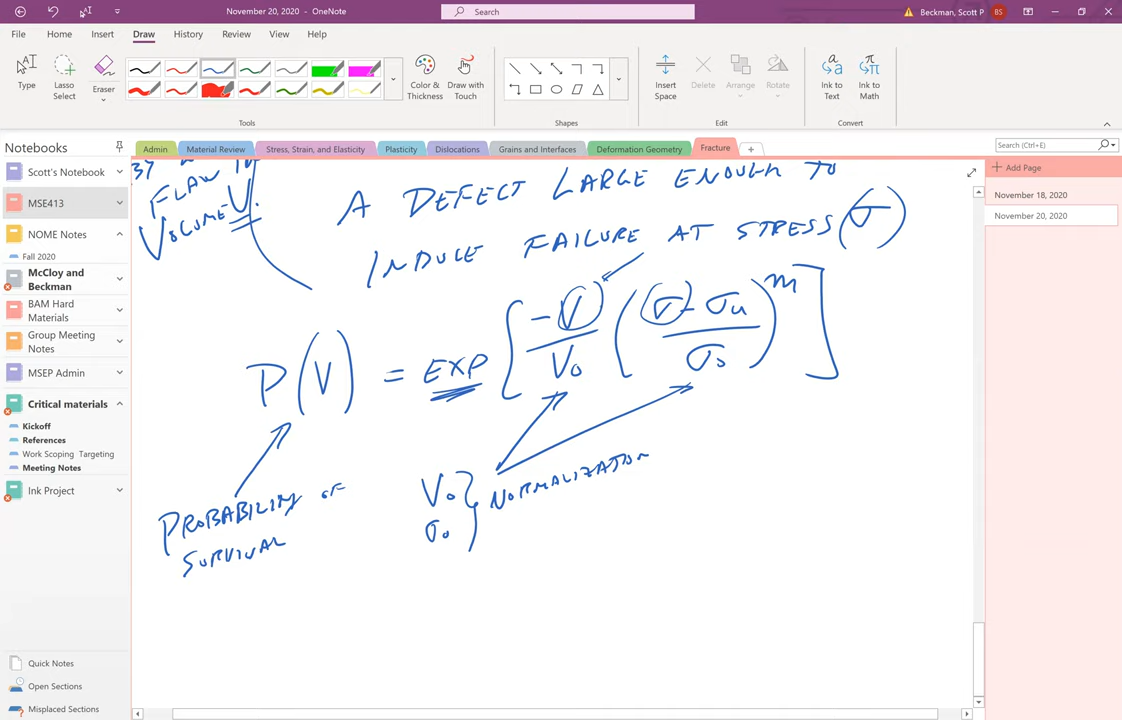 November 20, 2020 - OneNote
Search
Beckman, Scott P
BS
File Home Insert Draw History Review View Help
Type
Lasso Select
Eraser
Color & Thickness
Draw with Touch
Insert Space
Delete
Arrange
Rotate
Ink to Text
Ink to Math
Tools
Shapes
Edit
Convert
Notebooks
Admin Material Review Stress, Strain, and Elasticity Plasticity Dislocations Grains and Interfaces Deformation Geometry Fracture
Search (Ctrl+E)
Scott's Notebook
MSE413
NOME Notes
Fall 2020
McCloy and Beckman
BAM Hard Materials
Group Meeting Notes
MSEP Admin
Critical materials
Kickoff
References
Work Scoping Targeting
Meeting Notes
Ink Project
Quick Notes
Open Sections
Misplaced Sections
Add Page
November 18, 2020
November 20, 2020
FLAW IN
VOLUME V.
A DEFECT LARGE ENOUGH TO
INDUCE FAILURE AT STRESS (σ)
P(V) = EXP [ -V/V₀ ( (σ - σu)/σ₀ )^m ]
PROBABILITY OF
SURVIVAL
V₀
σ₀
} NORMALIZATION